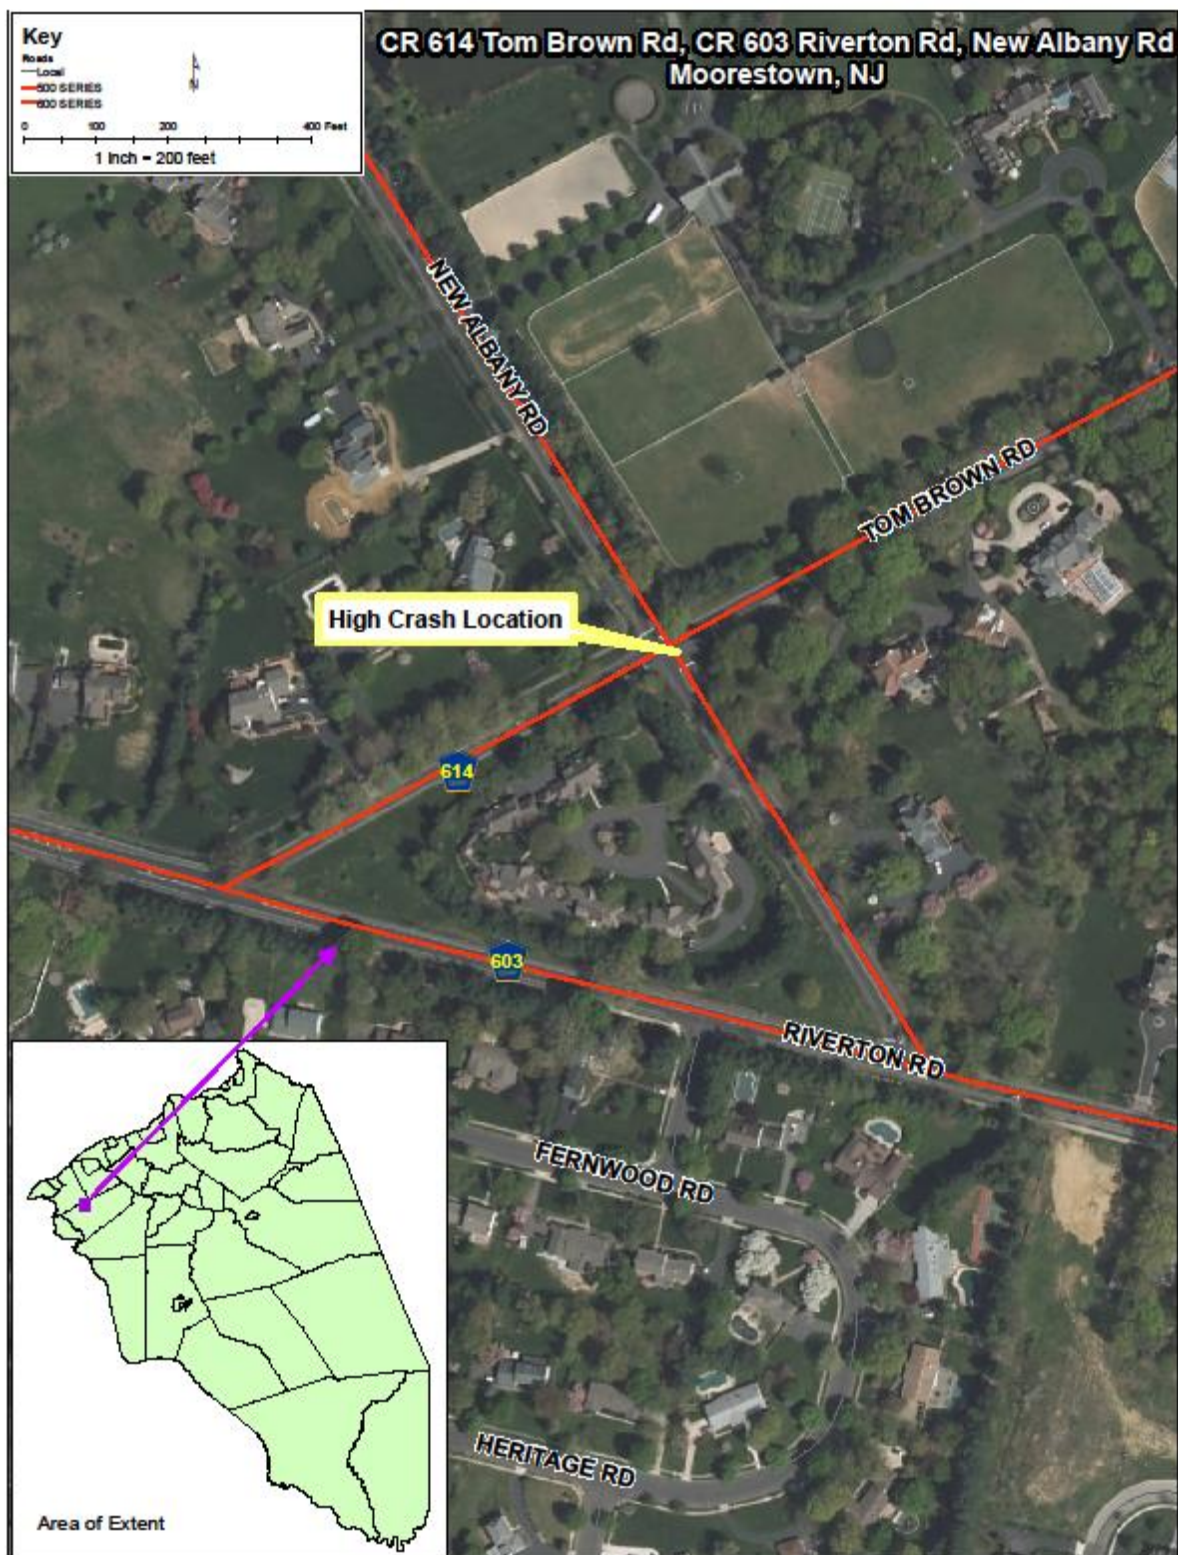 CR 614 Tom Brown Rd, CR 603 Riverton Rd, New Albany Rd
Moorestown, NJ
Key
Roads
Local
500 SERIES
600 SERIES
N
0 100 200 400 Feet
1 inch = 200 feet
NEW ALBANY RD
TOM BROWN RD
High Crash Location
614
603
RIVERTON RD
FERNWOOD RD
HERITAGE RD
Area of Extent